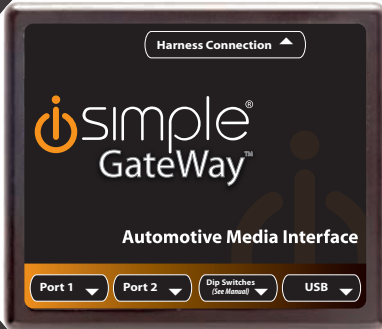 Harness Connection
isimple®
GateWay™
Automotive Media Interface
Port 1
Port 2
Dip Switches
(See Manual)
USB